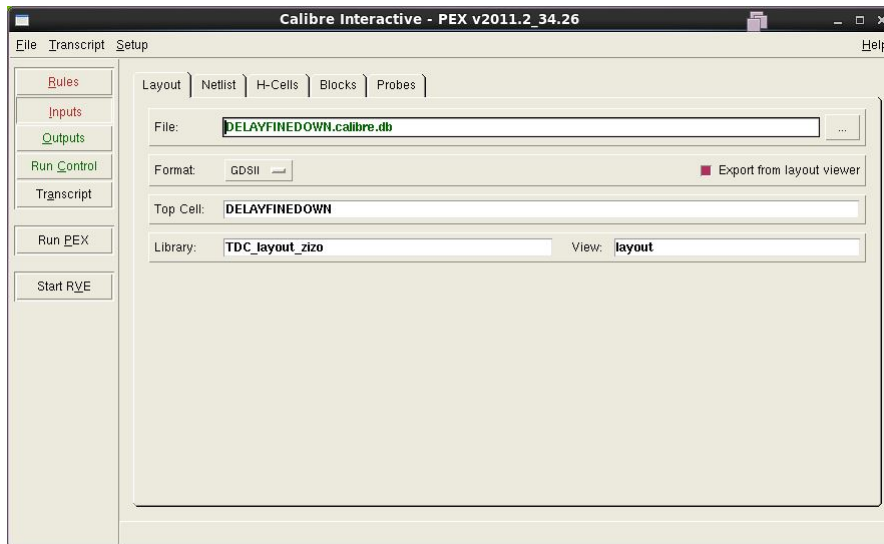 Calibre Interactive - PEX v2011.2_34.26
File Transcript Setup Help
Rules
Inputs
Outputs
Run Control
Transcript
Run PEX
Start RVE
Layout Netlist H-Cells Blocks Probes
File: DELAYFINEDOWN.calibre.db ...
Format: GDSII Export from layout viewer
Top Cell: DELAYFINEDOWN
Library: TDC_layout_zizo View: layout